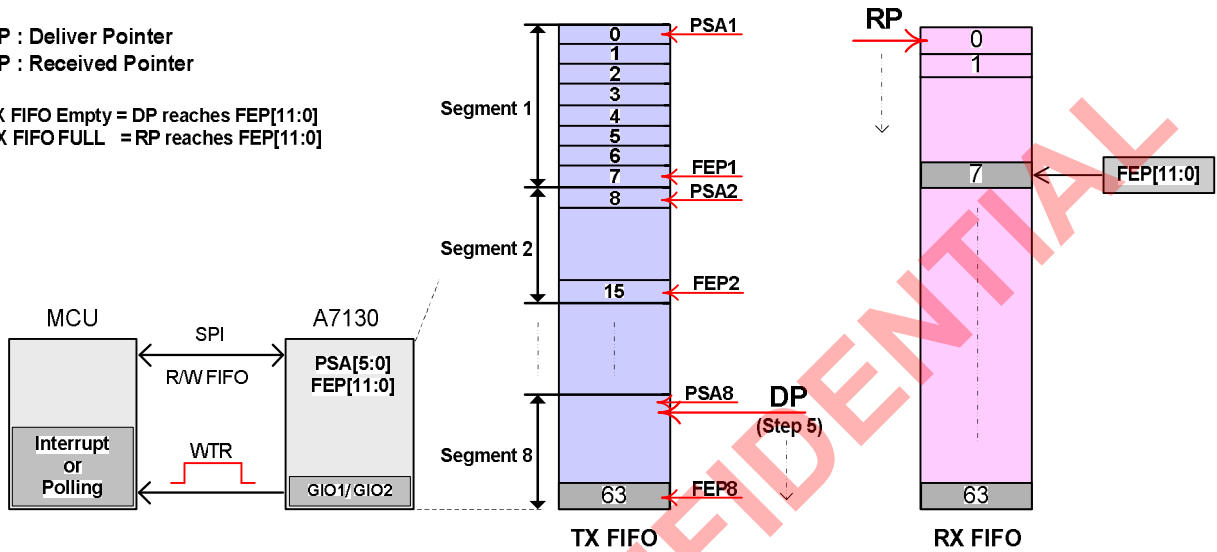 P : Deliver Pointer
P : Received Pointer
X FIFO Empty = DP reaches FEP[11:0]
X FIFO FULL = RP reaches FEP[11:0]
MCU
Interrupt
or
Polling
SPI
R/W FIFO
WTR
A7130
PSA[5:0]
FEP[11:0]
GIO1/ GIO2
Segment 1
Segment 2
Segment 8
0
1
2
3
4
5
6
7
8
15
63
TX FIFO
PSA1
FEP1
PSA2
FEP2
PSA8
DP
(Step 5)
FEP8
RP
0
1
7
63
RX FIFO
FEP[11:0]
FIDENTIAL